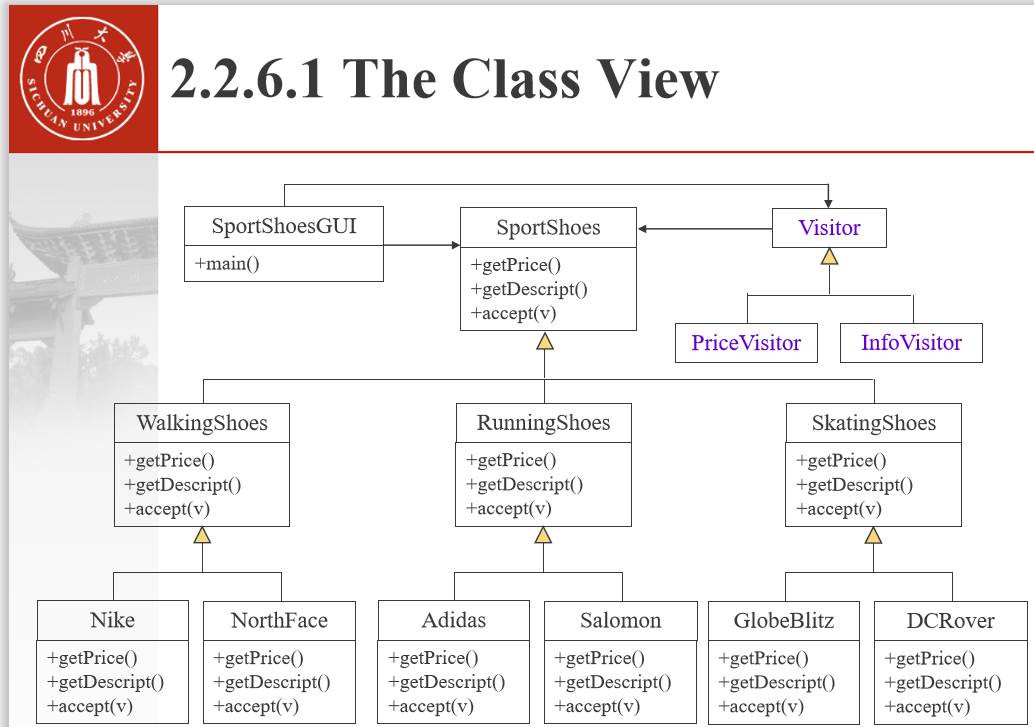 四川大學
SICHUAN UNIVERSITY
1896
2.2.6.1 The Class View
SportShoesGUI
+main()
SportShoes
+getPrice()
+getDescript()
+accept(v)
Visitor
PriceVisitor
InfoVisitor
WalkingShoes
+getPrice()
+getDescript()
+accept(v)
RunningShoes
+getPrice()
+getDescript()
+accept(v)
SkatingShoes
+getPrice()
+getDescript()
+accept(v)
Nike
+getPrice()
+getDescript()
+accept(v)
NorthFace
+getPrice()
+getDescript()
+accept(v)
Adidas
+getPrice()
+getDescript()
+accept(v)
Salomon
+getPrice()
+getDescript()
+accept(v)
GlobeBlitz
+getPrice()
+getDescript()
+accept(v)
DCRover
+getPrice()
+getDescript()
+accept(v)